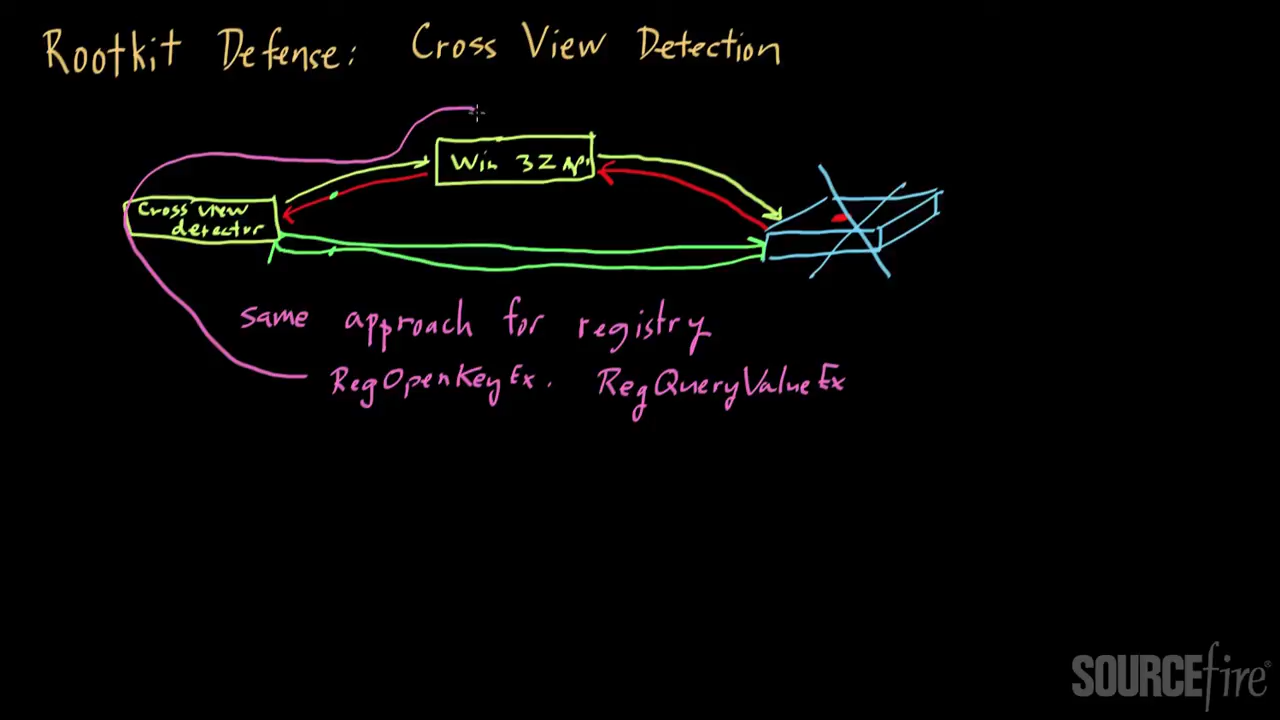 Rootkit Defense: Cross View Detection
Win 32 Api
Cross view
detector
same approach for registry
RegOpenKeyEx. RegQueryValueEx
SOURCEfire®